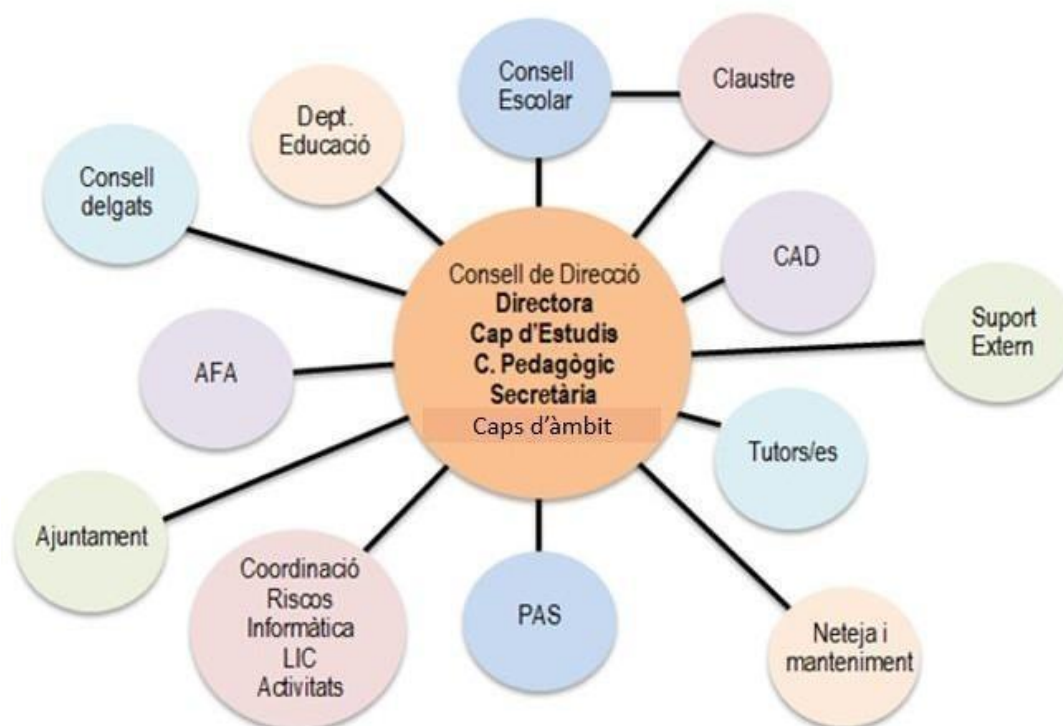 Consell
Escolar
Claustre
Dept.
Educació
Consell
delgats
CAD
Consell de Direcció
Directora
Cap d'Estudis
C. Pedagògic
Secretària
Caps d’àmbit
Suport
Extern
AFA
Tutors/es
Ajuntament
Coordinació
Riscos
Informàtica
LIC
Activitats
PAS
Neteja i
manteniment